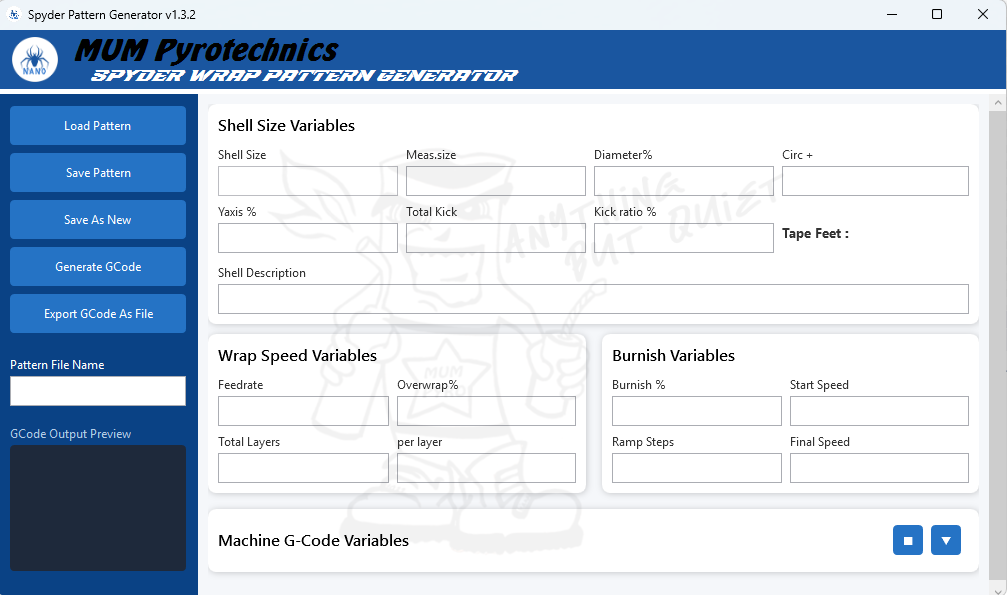 Spyder Pattern Generator v1.3.2
NANO
MUM Pyrotechnics
SPYDER WRAP PATTERN GENERATOR
Load Pattern
Save Pattern
Save As New
Generate GCode
Export GCode As File
Pattern File Name
GCode Output Preview
Shell Size Variables
Shell Size
Meas.size
Diameter%
Circ +
Yaxis %
Total Kick
Kick ratio %
Tape Feet :
Shell Description
ANYTHING
BUT QUIET
Wrap Speed Variables
Feedrate
Overwrap%
Total Layers
per layer
MUM
PYRO
Burnish Variables
Burnish %
Start Speed
Ramp Steps
Final Speed
Machine G-Code Variables